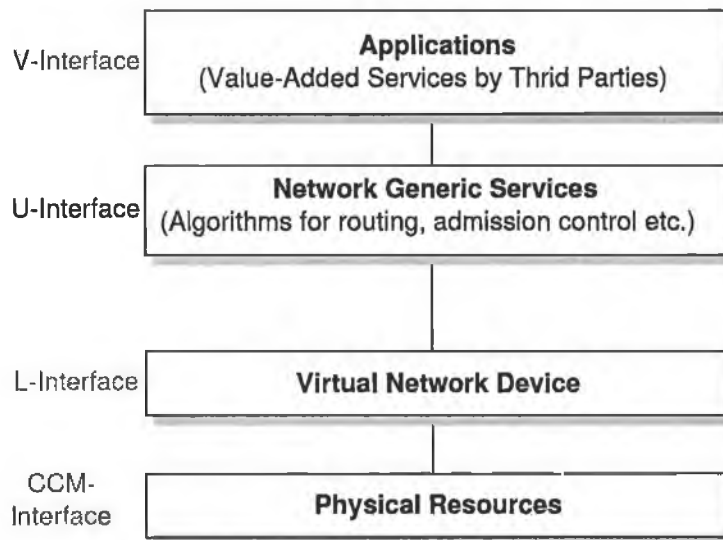 V-Interface
Applications
(Value-Added Services by Thrid Parties)
U-Interface
Network Generic Services
(Algorithms for routing, admission control etc.)
L-Interface
Virtual Network Device
CCM-
Interface
Physical Resources